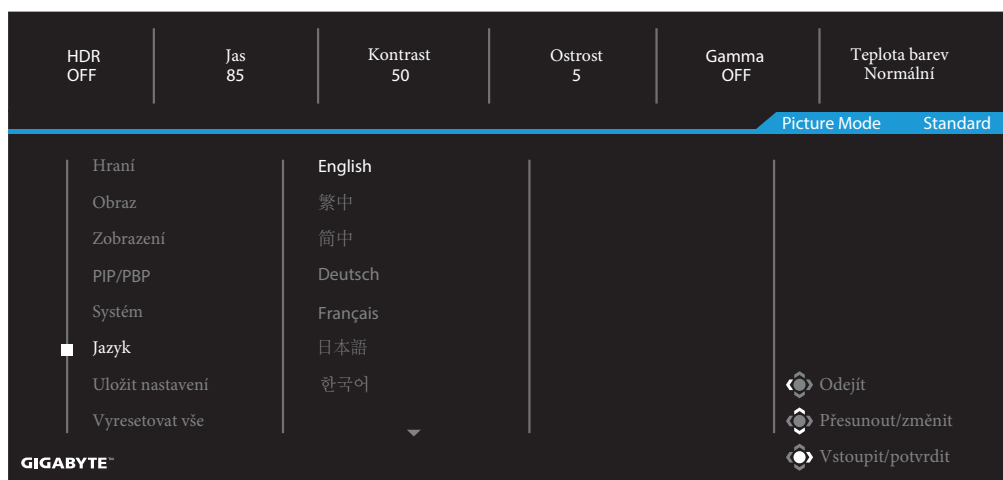 HDR
OFF
Jas
85
Kontrast
50
Ostrost
5
Gamma
OFF
Teplota barev
Normální
Picture Mode Standard
Hraní
Obraz
Zobrazení
PIP/PBP
Systém
Jazyk
Uložit nastavení
Vyresetovat vše
English
繁中
简中
Deutsch
Français
日本語
한국어
Odejít
Přesunout/změnit
Vstoupit/potvrdit
GIGABYTE™